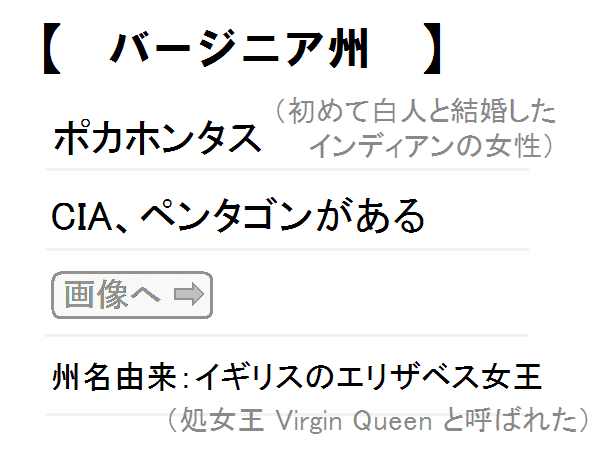 【 バージニア州 】
ポカホンタス （初めて白人と結婚した
インディアンの女性）
CIA、ペンタゴンがある
画像へ ⇒
州名由来：イギリスのエリザベス女王
（処女王 Virgin Queen と呼ばれた）